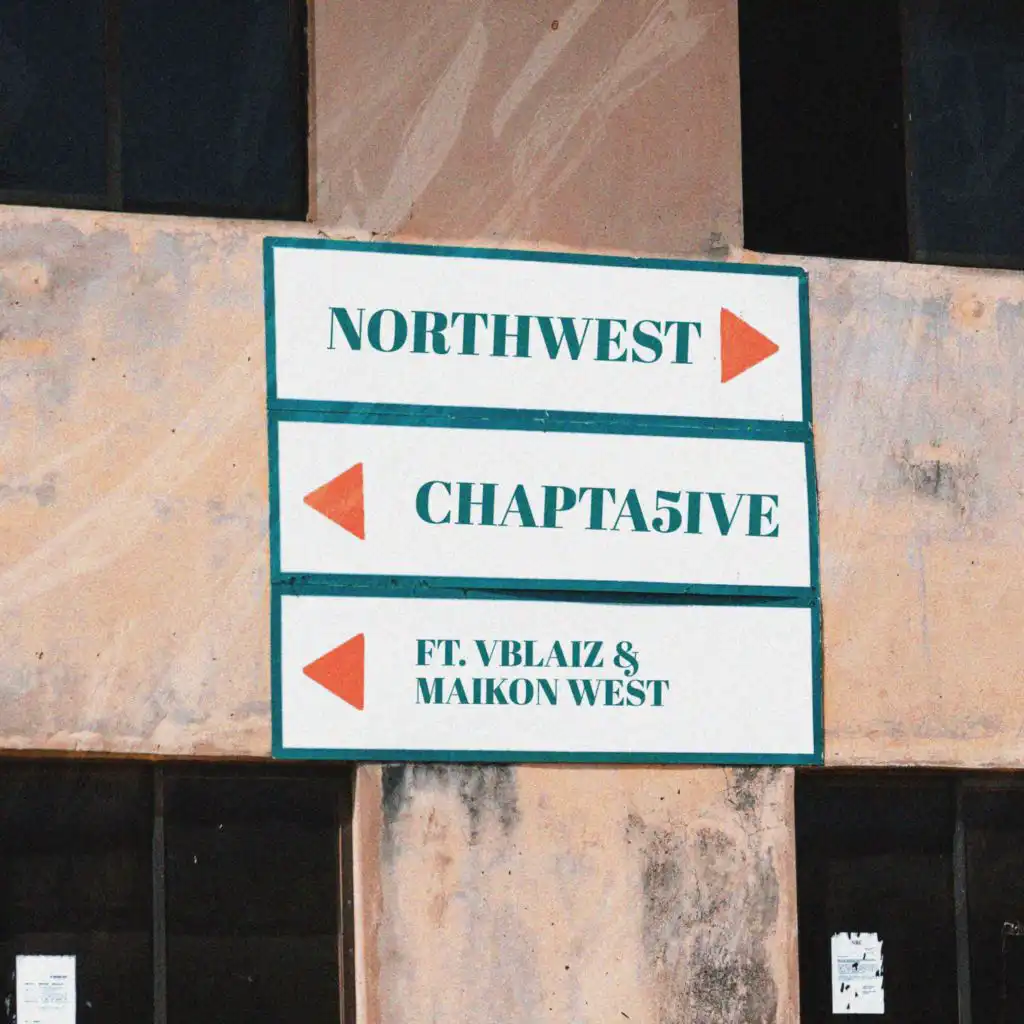 NORTHWEST
CHAPTA5IVE
FT. VBLAIZ &
MAIKON WEST